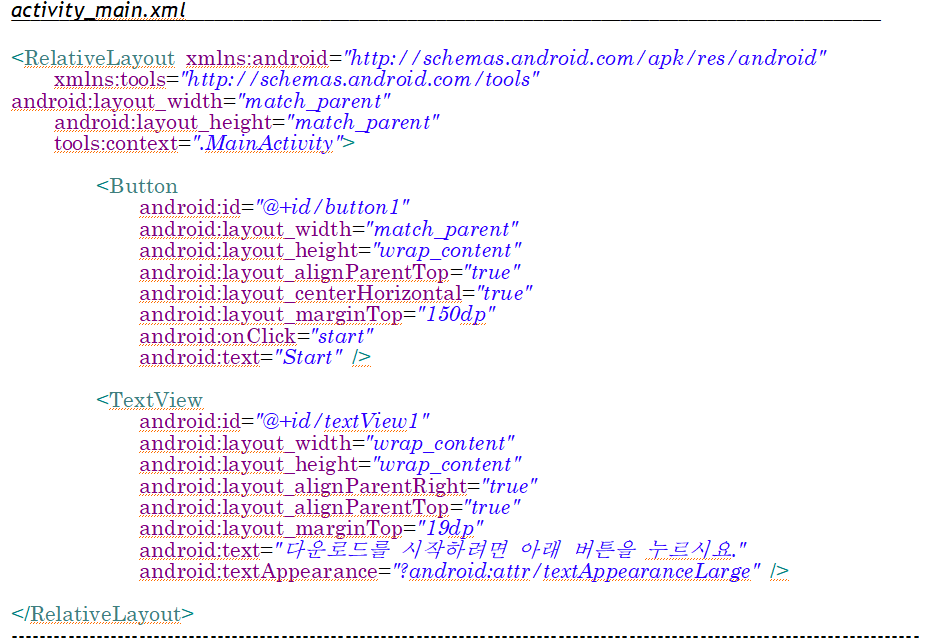 activity_main.xml
<RelativeLayout xmlns:android="http://schemas.android.com/apk/res/android"
xmlns:tools="http://schemas.android.com/tools"
android:layout_width="match_parent"
android:layout_height="match_parent"
tools:context=".MainActivity">
<Button
android:id="@+id/button1"
android:layout_width="match_parent"
android:layout_height="wrap_content"
android:layout_alignParentTop="true"
android:layout_centerHorizontal="true"
android:layout_marginTop="150dp"
android:onClick="start"
android:text="Start" />
<TextView
android:id="@+id/textView1"
android:layout_width="wrap_content"
android:layout_height="wrap_content"
android:layout_alignParentRight="true"
android:layout_alignParentTop="true"
android:layout_marginTop="19dp"
android:text="다운로드를 시작하려면 아래 버튼을 누르시요."
android:textAppearance="?android:attr/textAppearanceLarge" />
</RelativeLayout>